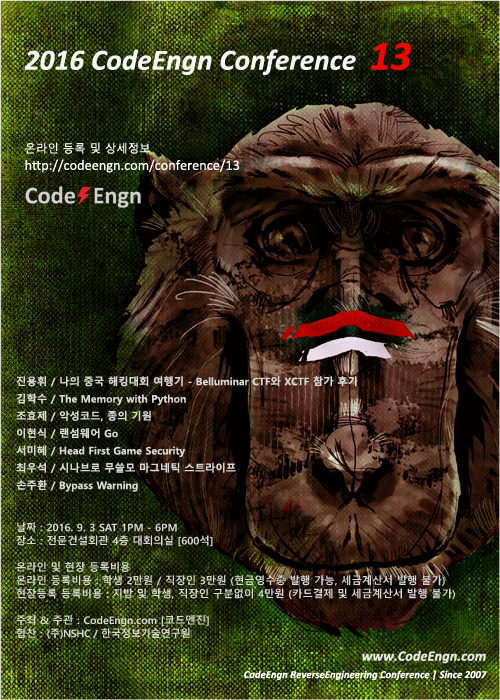 2016 CodeEngn Conference 13
온라인 등록 및 상세정보
http://codeengn.com/conference/13
Code Engn
진용휘 / 나의 중국 해킹대회 여행기 - Belluminar CTF와 XCTF 참가 후기
김학수 / The Memory with Python
조효제 / 악성코드, 종의 기원
이현식 / 랜섬웨어 Go
서미혜 / Head First Game Security
최우석 / 시나브로 무쓸모 마그네틱 스트라이프
손주환 / Bypass Warning
날짜 : 2016. 9. 3 SAT 1PM - 6PM
장소 : 전문건설회관 4층 대회의실 [600석]
온라인 및 현장 등록비용
온라인 등록비용 : 학생 2만원 / 직장인 3만원 (현금영수증 발행 가능, 세금계산서 발행 불가)
현장등록 등록비용 : 지방 및 학생, 직장인 구분없이 4만원 (카드결제 및 세금계산서 발행 불가)
주최 & 주관 : CodeEngn.com [코드엔진]
협찬 : (주)NSHC / 한국정보기술연구원
www.CodeEngn.com
CodeEngn ReverseEngineering Conference | Since 2007